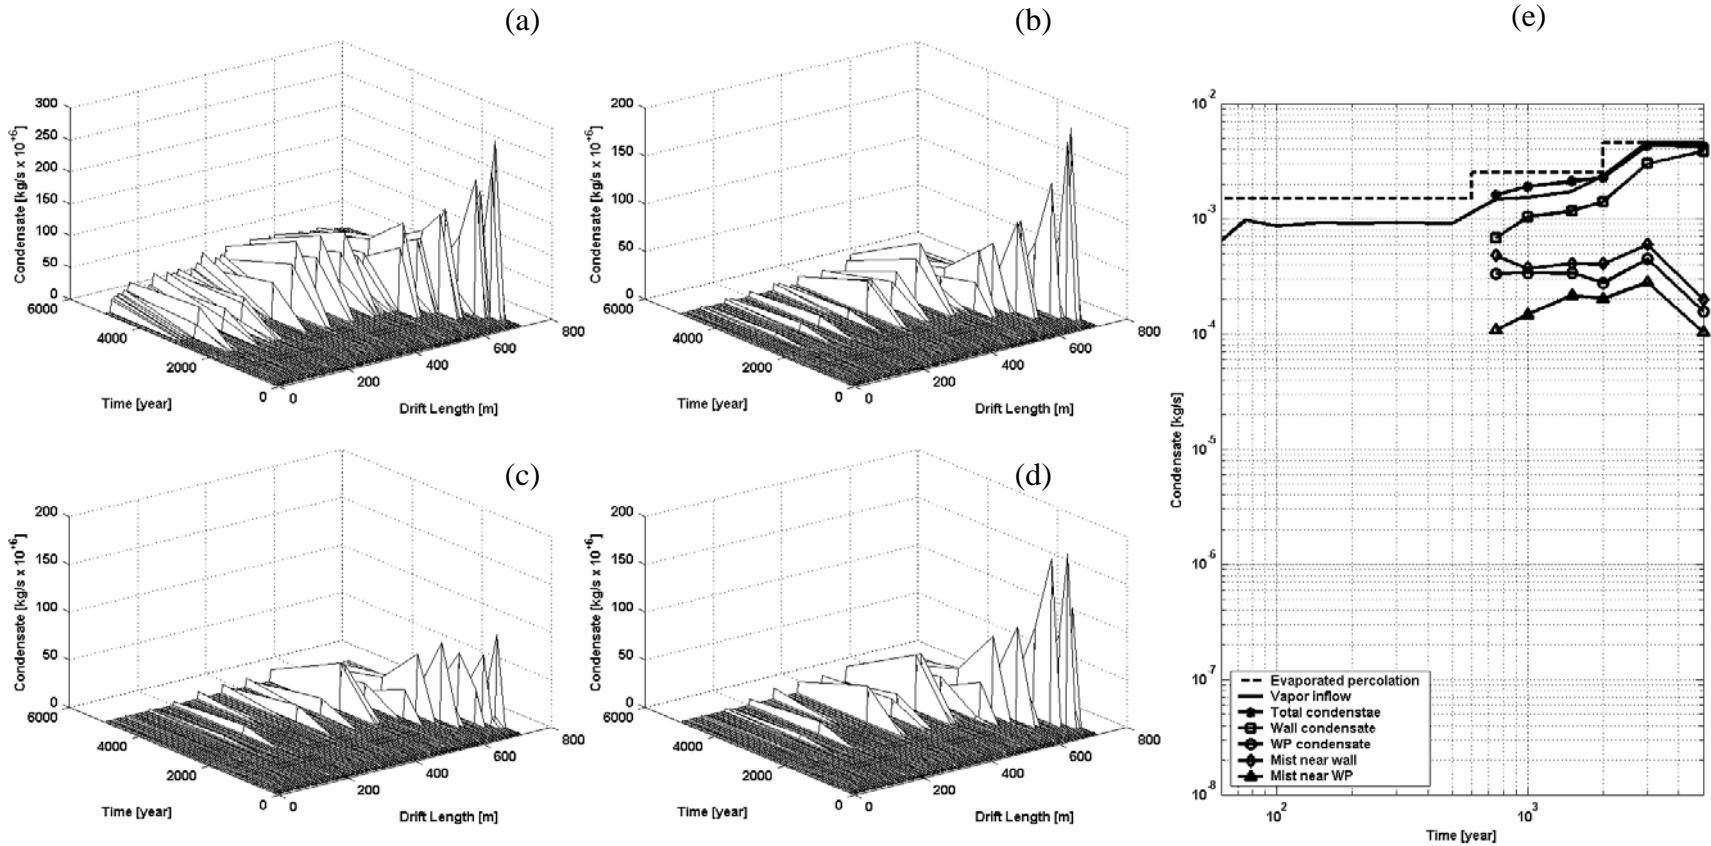 (a)
300
250
200
150
100
50
0
Condensate [kg/s x 10⁺⁶]
6000
4000
2000
0
Time [year]
0
200
400
600
800
Drift Length [m]
(b)
200
150
100
50
0
Condensate [kg/s x 10⁺⁶]
6000
4000
2000
0
Time [year]
0
200
400
600
800
Drift Length [m]
(c)
200
150
100
50
0
Condensate [kg/s x 10⁺⁶]
6000
4000
2000
0
Time [year]
0
200
400
600
800
Drift Length [m]
(d)
200
150
100
50
0
Condensate [kg/s x 10⁺⁶]
6000
4000
2000
0
Time [year]
0
200
400
600
800
Drift Length [m]
(e)
10⁻²
10⁻³
10⁻⁴
10⁻⁵
10⁻⁶
10⁻⁷
10⁻⁸
Condensate [kg/s]
Evaporated percolation
Vapor inflow
Total condenstae
Wall condensate
WP condensate
Mist near wall
Mist near WP
10²
10³
Time [year]